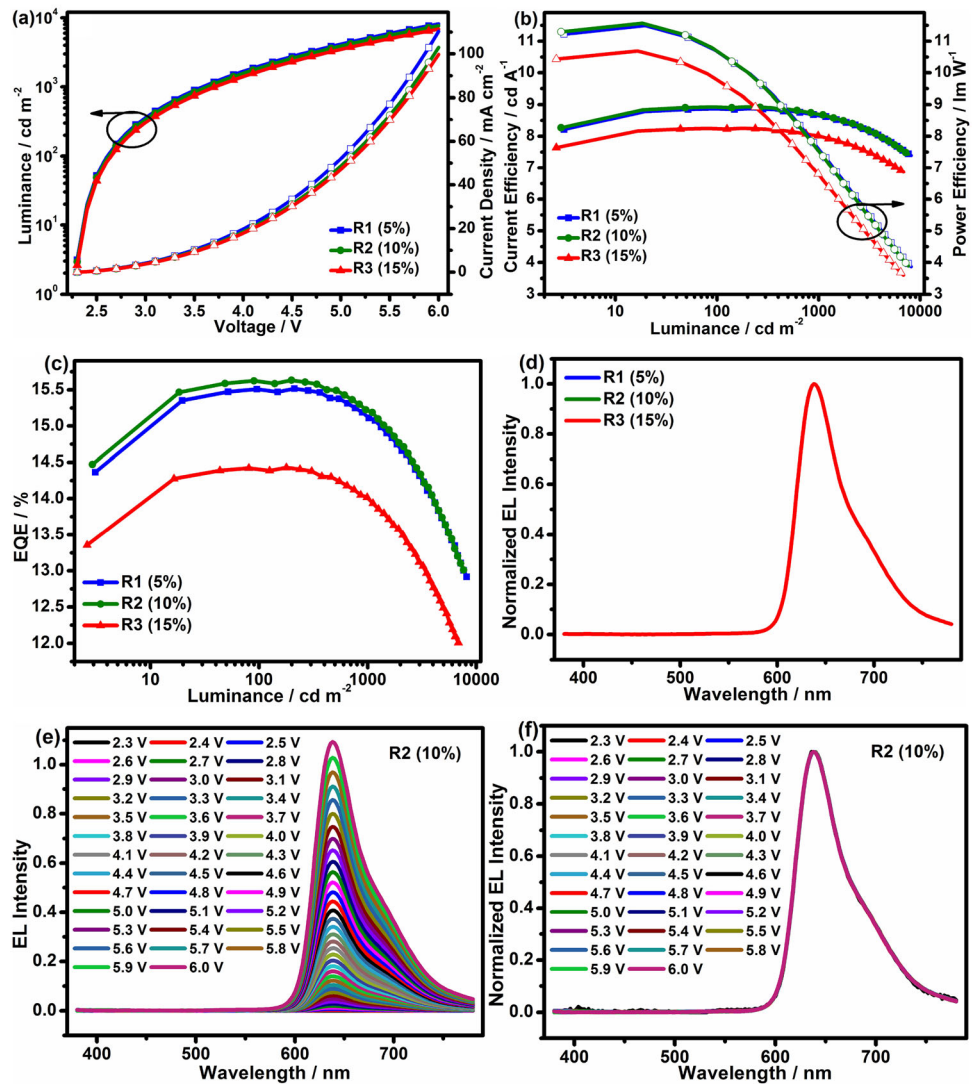 (a)
10⁴
10³
10²
10¹
10⁰
Luminance / cd m⁻²
100
80
60
40
20
0
Current Density / mA cm⁻²
R1 (5%)
R2 (10%)
R3 (15%)
2.5 3.0 3.5 4.0 4.5 5.0 5.5 6.0
Voltage / V
(b)
11
10
9
8
7
6
5
4
3
Current Efficiency / cd A⁻¹
11
10
9
8
7
6
5
4
3
Power Efficiency / lm W⁻¹
R1 (5%)
R2 (10%)
R3 (15%)
10 100 1000 10000
Luminance / cd m⁻²
(c)
15.5
15.0
14.5
14.0
13.5
13.0
12.5
12.0
EQE / %
R1 (5%)
R2 (10%)
R3 (15%)
10 100 1000 10000
Luminance / cd m⁻²
(d)
1.0
0.8
0.6
0.4
0.2
0.0
Normalized EL Intensity
R1 (5%)
R2 (10%)
R3 (15%)
400 500 600 700
Wavelength / nm
(e)
1.0
0.8
0.6
0.4
0.2
0.0
EL Intensity
R2 (10%)
2.3 V 2.4 V 2.5 V
2.6 V 2.7 V 2.8 V
2.9 V 3.0 V 3.1 V
3.2 V 3.3 V 3.4 V
3.5 V 3.6 V 3.7 V
3.8 V 3.9 V 4.0 V
4.1 V 4.2 V 4.3 V
4.4 V 4.5 V 4.6 V
4.7 V 4.8 V 4.9 V
5.0 V 5.1 V 5.2 V
5.3 V 5.4 V 5.5 V
5.6 V 5.7 V 5.8 V
5.9 V 6.0 V
400 500 600 700
Wavelength / nm
(f)
1.0
0.8
0.6
0.4
0.2
0.0
Normalized EL Intensity
R2 (10%)
2.3 V 2.4 V 2.5 V
2.6 V 2.7 V 2.8 V
2.9 V 3.0 V 3.1 V
3.2 V 3.3 V 3.4 V
3.5 V 3.6 V 3.7 V
3.8 V 3.9 V 4.0 V
4.1 V 4.2 V 4.3 V
4.4 V 4.5 V 4.6 V
4.7 V 4.8 V 4.9 V
5.0 V 5.1 V 5.2 V
5.3 V 5.4 V 5.5 V
5.6 V 5.7 V 5.8 V
5.9 V 6.0 V
400 500 600 700
Wavelength / nm